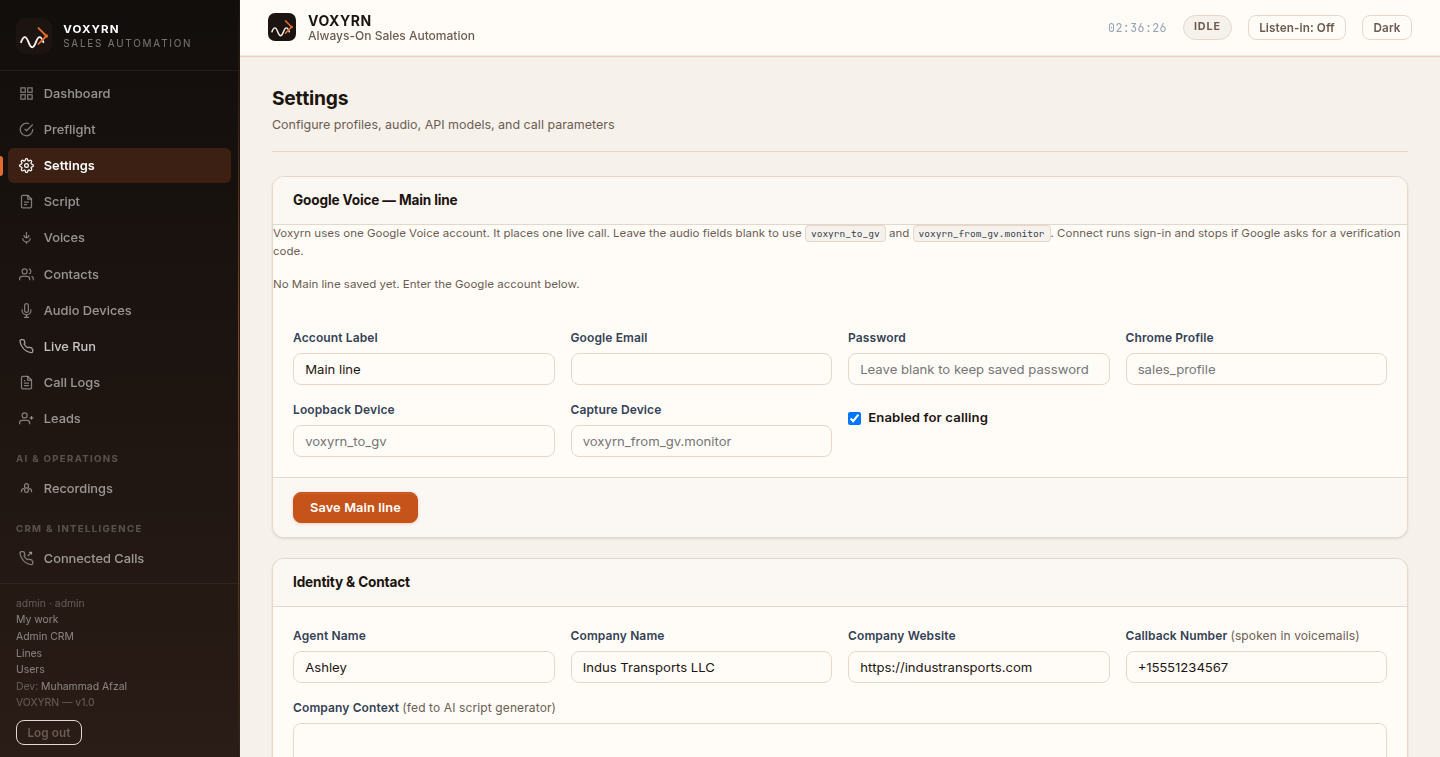 VOXYRN
SALES AUTOMATION
Dashboard
Preflight
Settings
Script
Voices
Contacts
Audio Devices
Live Run
Call Logs
Leads
AI & OPERATIONS
Recordings
CRM & INTELLIGENCE
Connected Calls
admin · admin
My work
Admin CRM
Lines
Users
Dev: Muhammad Afzal
VOXYRN — v1.0
Log out
VOXYRN
Always-On Sales Automation
02:36:26
IDLE
Listen-in: Off
Dark
Settings
Configure profiles, audio, API models, and call parameters
Google Voice — Main line
Voxyrn uses one Google Voice account. It places one live call. Leave the audio fields blank to use voxyrn_to_gv and voxyrn_from_gv.monitor. Connect runs sign-in and stops if Google asks for a verification
code.
No Main line saved yet. Enter the Google account below.
Account Label
Google Email
Password
Chrome Profile
Main line
Leave blank to keep saved password
sales_profile
Loopback Device
Capture Device
Enabled for calling
voxyrn_to_gv
voxyrn_from_gv.monitor
Save Main line
Identity & Contact
Agent Name
Company Name
Company Website
Callback Number (spoken in voicemails)
Ashley
Indus Transports LLC
https://industransports.com
+15551234567
Company Context (fed to AI script generator)